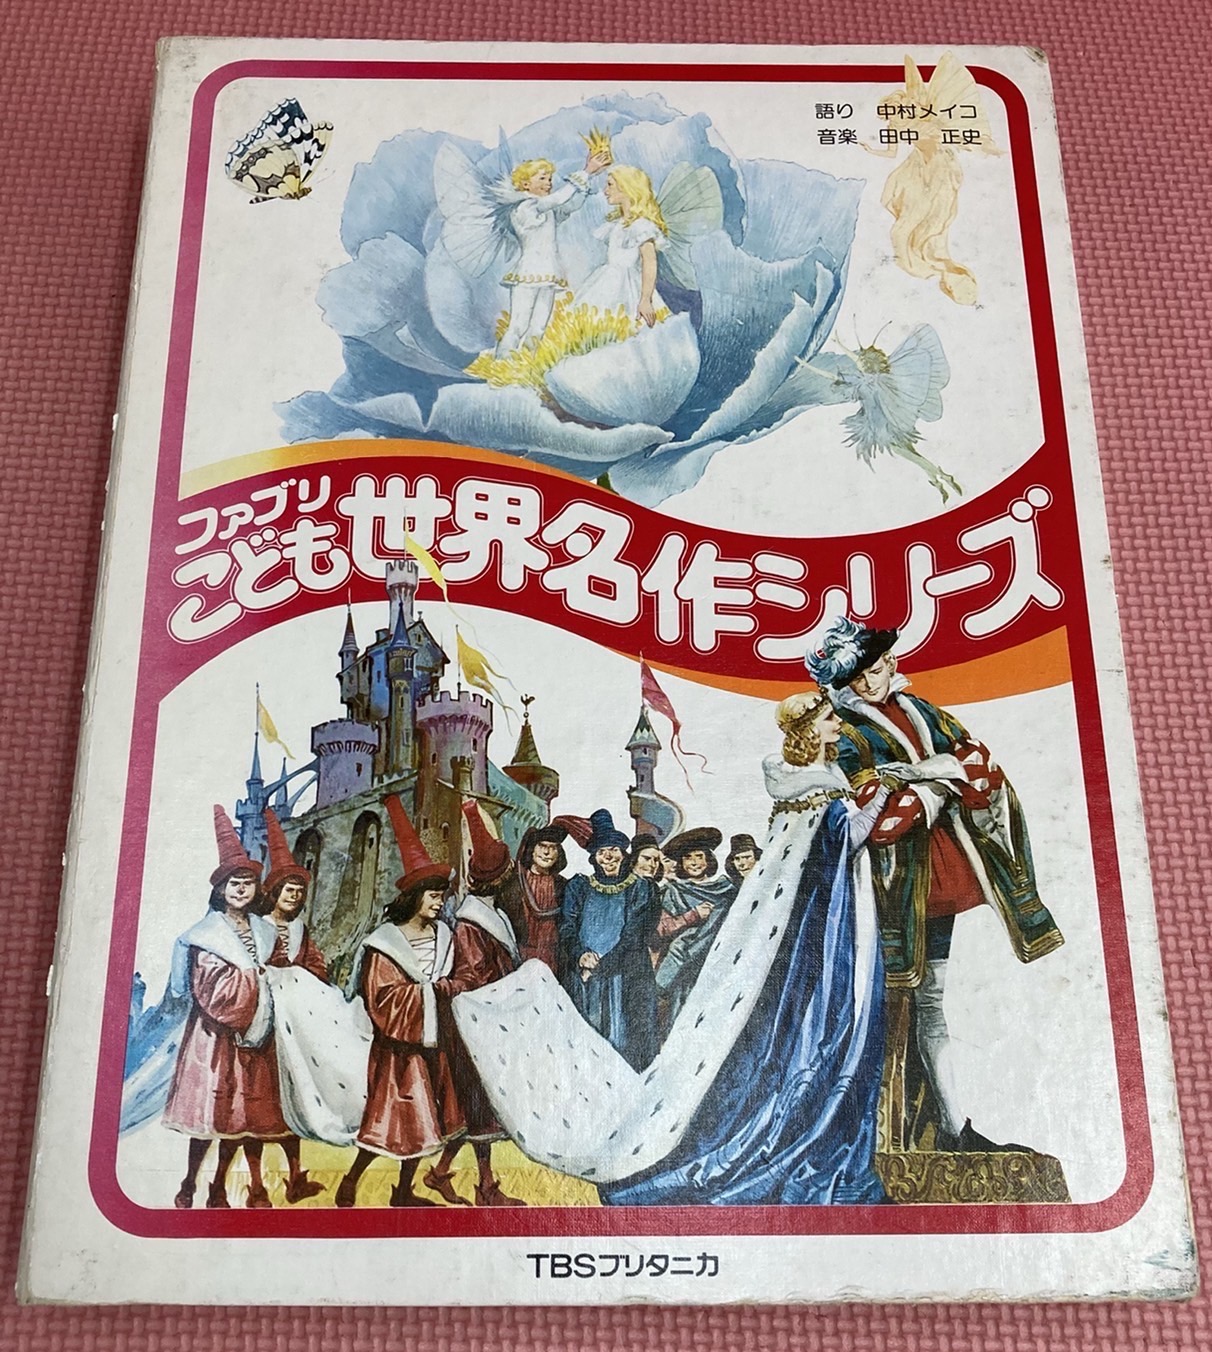 語り 中村メイコ
音楽 田中 正史
ファブリ
こども世界名作シリーズ
TBSブリタニカ